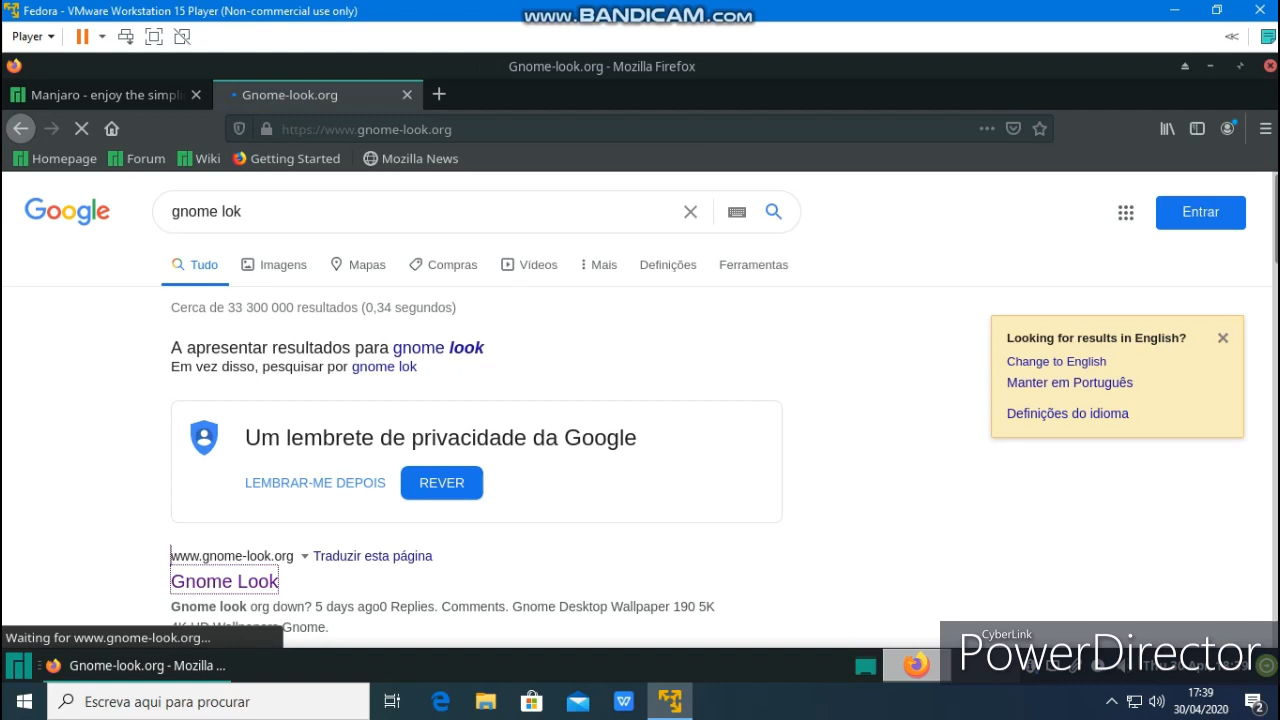 Fedora - VMware Workstation 15 Player (Non-commercial use only)
www.BANDICAM.com
Player
Gnome-look.org - Mozilla Firefox
Manjaro - enjoy the simpli
Gnome-look.org
https://www.gnome-look.org
Homepage Forum Wiki Getting Started Mozilla News
Google
gnome lok
Entrar
Tudo Imagens Mapas Compras Vídeos Mais Definições Ferramentas
Cerca de 33 300 000 resultados (0,34 segundos)
A apresentar resultados para gnome look
Em vez disso, pesquisar por gnome lok
Looking for results in English?
Change to English
Manter em Português
Definições do idioma
Um lembrete de privacidade da Google
LEMBRAR-ME DEPOIS REVER
www.gnome-look.org Traduzir esta página
Gnome Look
Gnome look org down? 5 days ago0 Replies. Comments. Gnome Desktop Wallpaper 190 5K
4K HD Wallpapers Gnome.
Waiting for www.gnome-look.org...
CyberLink
PowerDirector
Gnome-look.org - Mozilla ...
Escreva aqui para procurar
17:39
30/04/2020
2